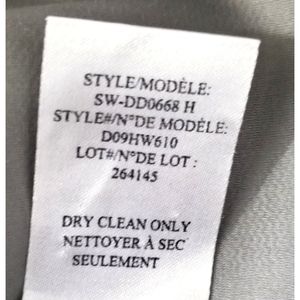 STYLE/MODÈLE:
SW-DD0668 H
STYLE#/N°DE MODÈLE:
D09HW610
LOT#/N°DE LOT :
264145
DRY CLEAN ONLY
NETTOYER À SEC
SEULEMENT